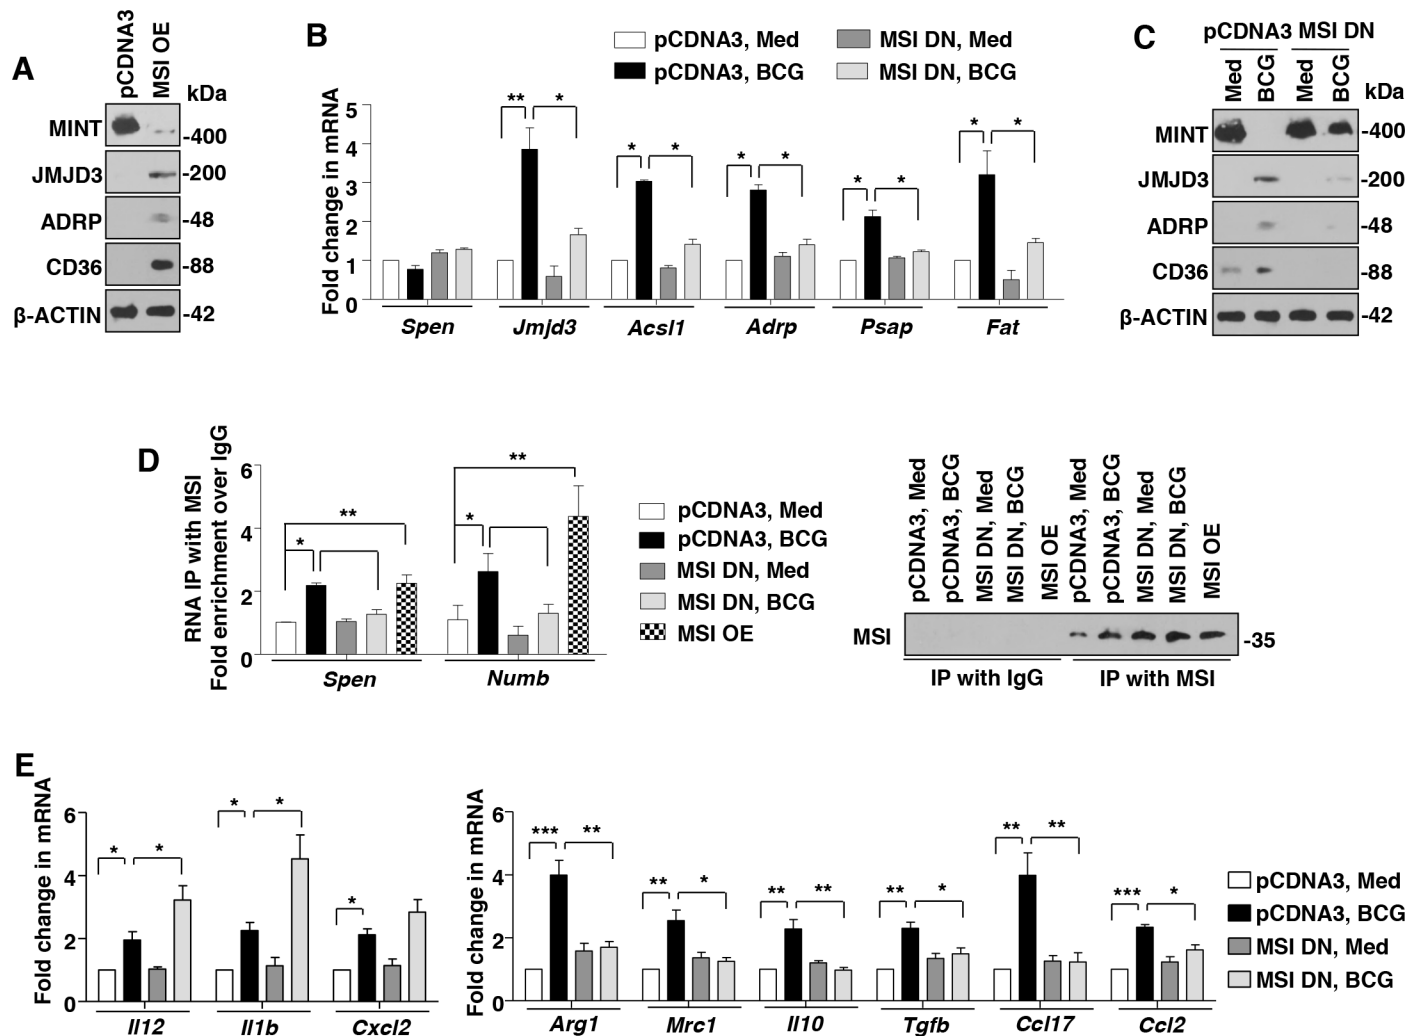 A
pCDNA3
MSI OE
kDa
MINT
-400
JMJD3
-200
ADRP
-48
CD36
-88
β-ACTIN
-42
B
pCDNA3, Med
pCDNA3, BCG
MSI DN, Med
MSI DN, BCG
Fold change in mRNA
5
4
3
2
1
0
** *
* *
* *
* *
* *
Spen Jmjd3 Acsl1 Adrp Psap Fat
C
pCDNA3 MSI DN
Med
BCG
Med
BCG
kDa
MINT
-400
JMJD3
-200
ADRP
-48
CD36
-88
β-ACTIN
-42
D
RNA IP with MSI
Fold enrichment over IgG
6
4
2
0
**
*
**
*
Spen Numb
pCDNA3, Med
pCDNA3, BCG
MSI DN, Med
MSI DN, BCG
MSI OE
pCDNA3, Med
pCDNA3, BCG
MSI DN, Med
MSI DN, BCG
MSI OE
pCDNA3, Med
pCDNA3, BCG
MSI DN, Med
MSI DN, BCG
MSI OE
MSI
-35
IP with IgG IP with MSI
E
Fold change in mRNA
6
4
2
0
* *
* *
*
Il12 Il1b Cxcl2
Fold change in mRNA
6
4
2
0
*** **
** *
** **
** *
** **
*** *
Arg1 Mrc1 Il10 Tgfb Ccl17 Ccl2
pCDNA3, Med
pCDNA3, BCG
MSI DN, Med
MSI DN, BCG